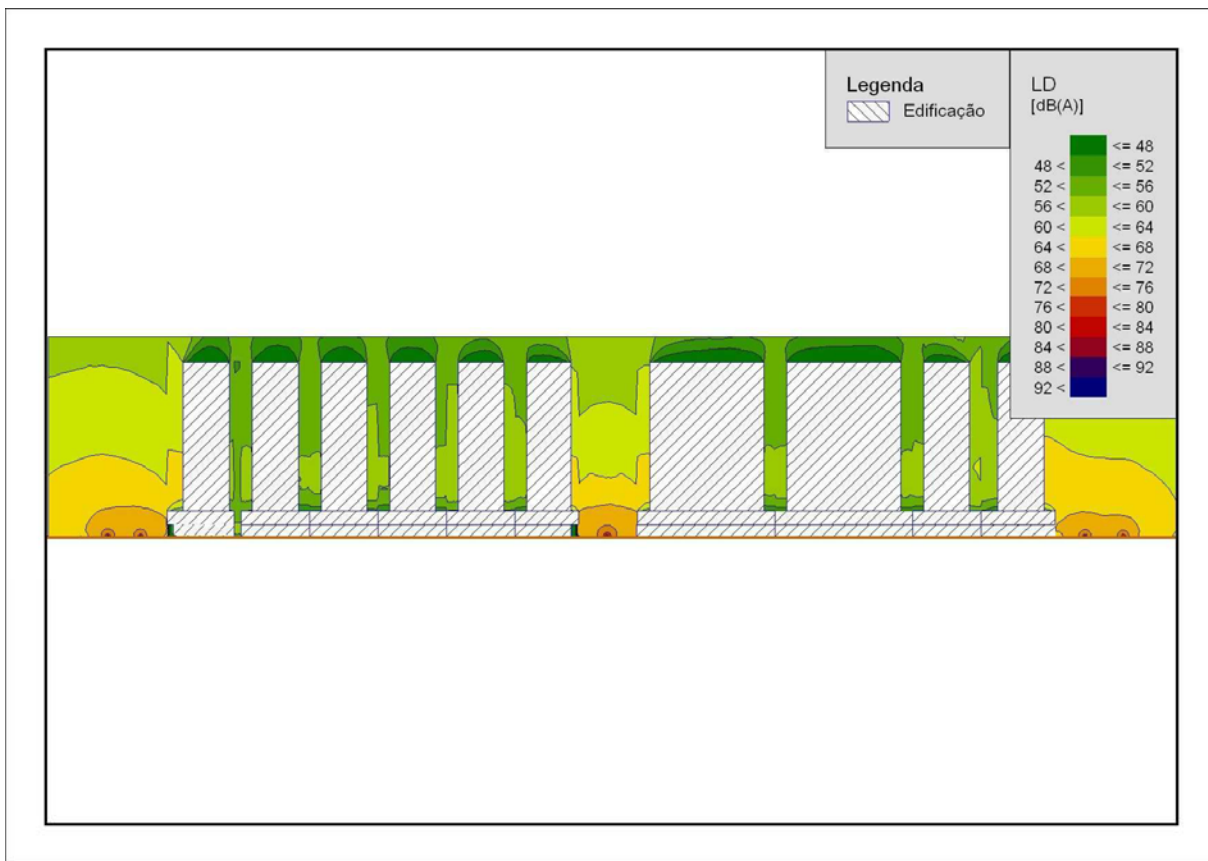 Legenda
Edificação
LD
[dB(A)]
<= 48
48 < <= 52
52 < <= 56
56 < <= 60
60 < <= 64
64 < <= 68
68 < <= 72
72 < <= 76
76 < <= 80
80 < <= 84
84 < <= 88
88 < <= 92
92 <